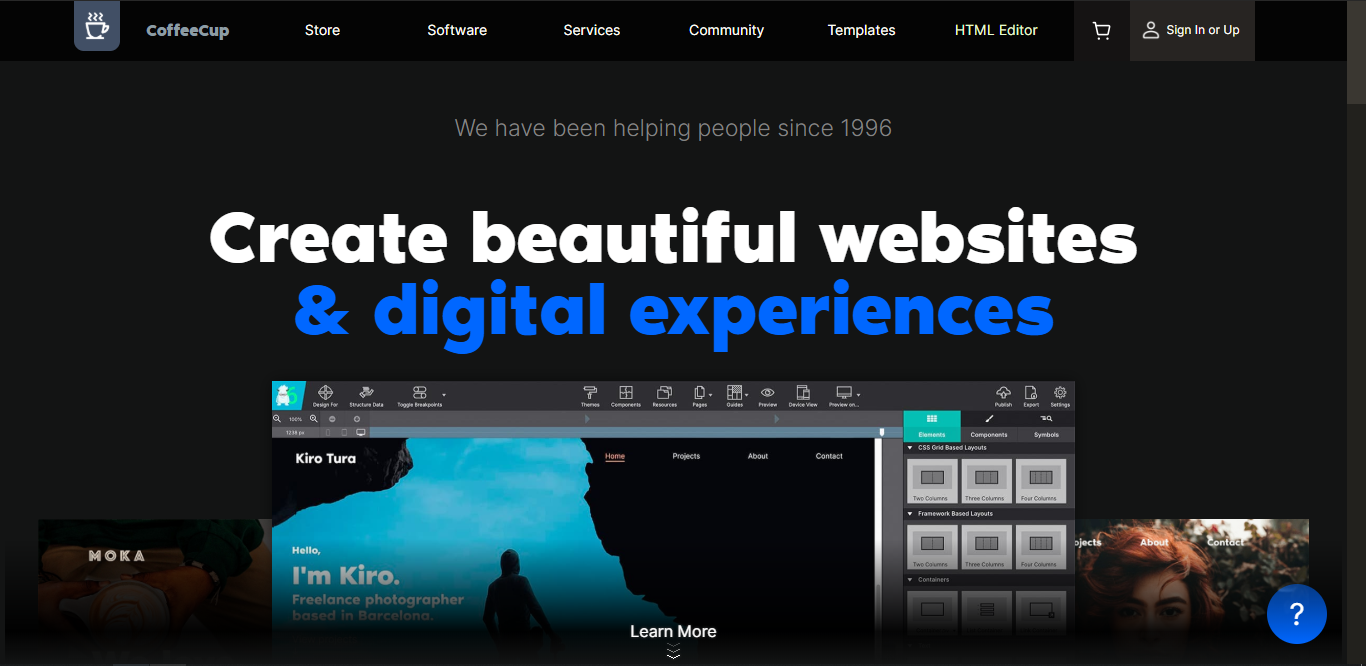 CoffeeCup
Store
Software
Services
Community
Templates
HTML Editor
Sign In or Up
We have been helping people since 1996
Create beautiful websites
& digital experiences
Design For
Structure Data
Toggle Breakpoints
Themes
Components
Resources
Pages
Guides
Preview
Device View
Preview on...
Publish
Export
Settings
100%
1238 px
Elements
Components
Symbols
CSS Grid Based Layouts
Two Columns
Three Columns
Four Columns
Framework Based Layouts
Two Columns
Three Columns
Four Columns
Containers
Kiro Tura
Home
Projects
About
Contact
Hello,
I'm Kiro.
Freelance photographer
based in Barcelona.
MOKA
ojects
About
Contact
Learn More
?